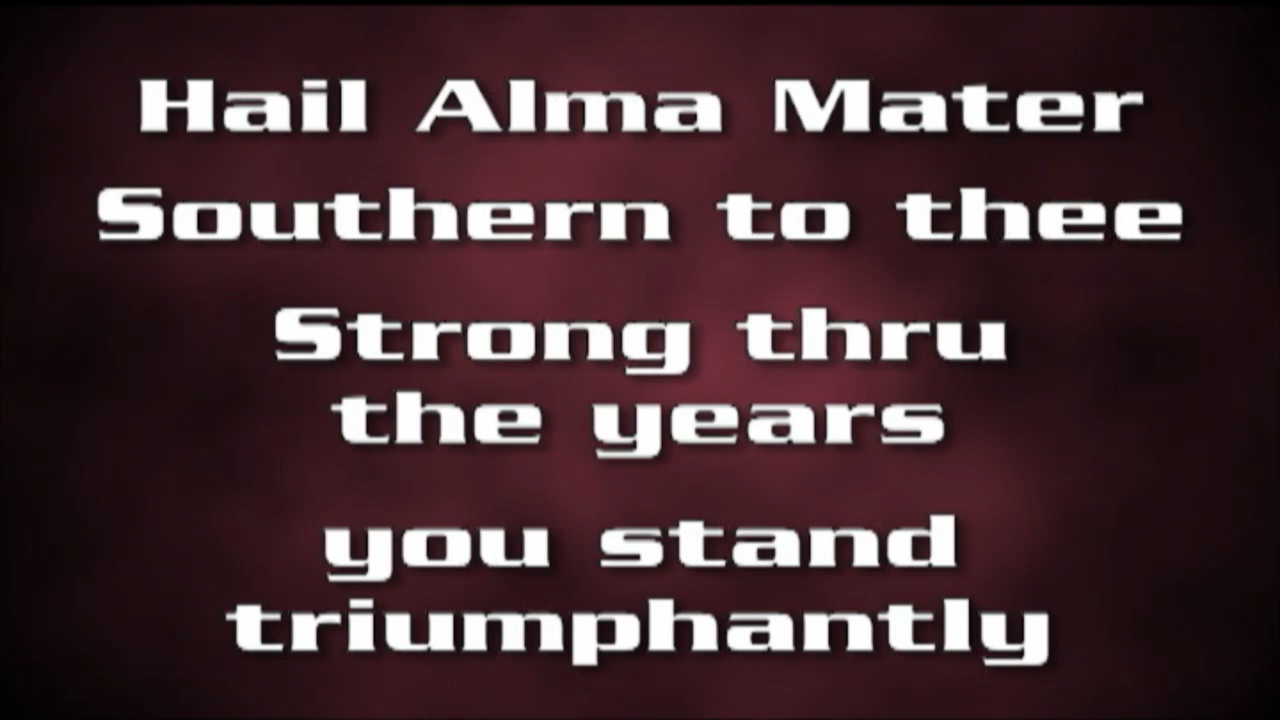 Hail Alma Mater
Southern to thee
Strong thru
the years
you stand
triumphantly